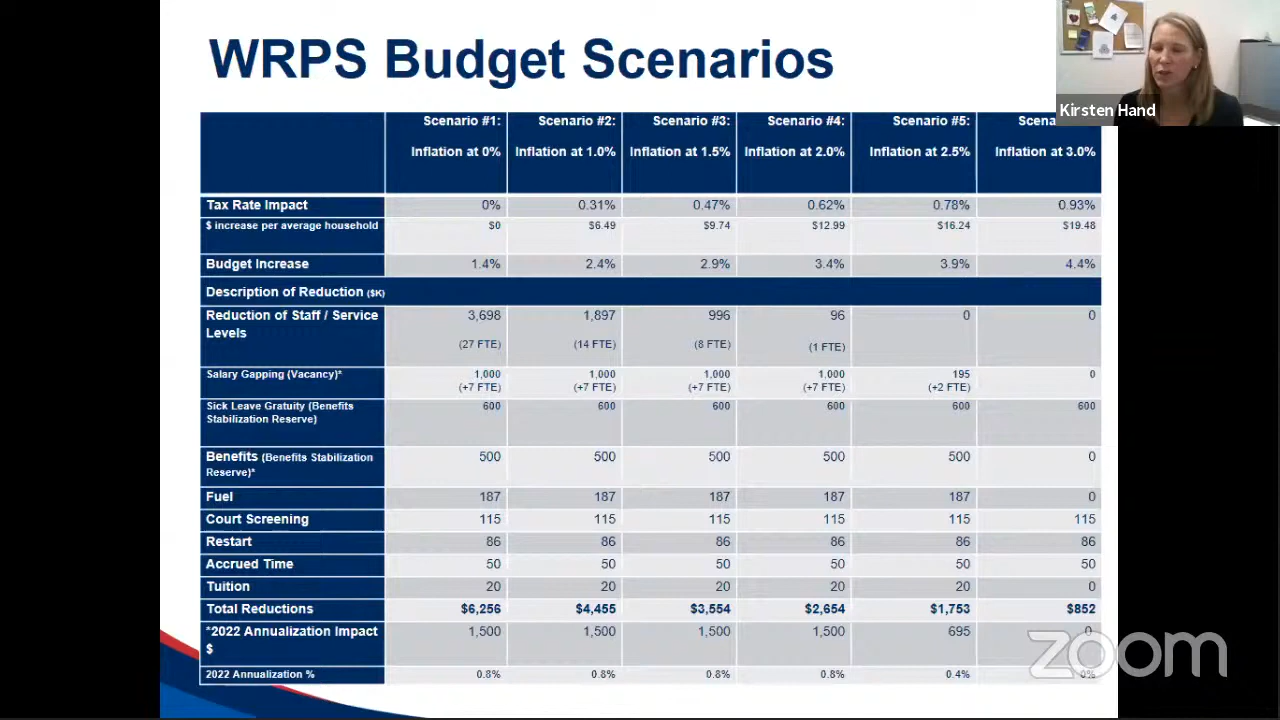 WRPS Budget Scenarios
Kirsten Hand
Scenario #1: Scenario #2: Scenario #3: Scenario #4: Scenario #5: Scena
Inflation at 0% Inflation at 1.0% Inflation at 1.5% Inflation at 2.0% Inflation at 2.5% Inflation at 3.0%
Tax Rate Impact 0% 0.31% 0.47% 0.62% 0.78% 0.93%
$ increase per average household $0 $6.49 $9.74 $12.99 $16.24 $19.48
Budget Increase 1.4% 2.4% 2.9% 3.4% 3.9% 4.4%
Description of Reduction ($K)
Reduction of Staff / Service 3,698 1,897 996 96 0 0
Levels (27 FTE) (14 FTE) (8 FTE) (1 FTE)
Salary Gapping (Vacancy)* 1,000 1,000 1,000 1,000 195 0
(+7 FTE) (+7 FTE) (+7 FTE) (+7 FTE) (+2 FTE)
Sick Leave Gratuity (Benefits 600 600 600 600 600 600
Stabilization Reserve)
Benefits (Benefits Stabilization 500 500 500 500 500 0
Reserve)*
Fuel 187 187 187 187 187 0
Court Screening 115 115 115 115 115 115
Restart 86 86 86 86 86 86
Accrued Time 50 50 50 50 50 50
Tuition 20 20 20 20 20 0
Total Reductions $6,256 $4,455 $3,554 $2,654 $1,753 $852
*2022 Annualization Impact 1,500 1,500 1,500 1,500 695 0
$
2022 Annualization % 0.8% 0.8% 0.8% 0.8% 0.4% 0%
zoom